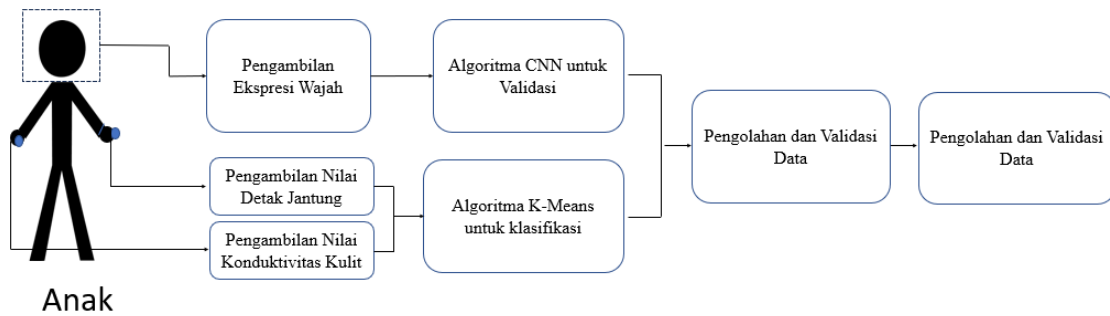 Pengambilan
Ekspresi Wajah
Algoritma CNN untuk
Validasi
Pengambilan Nilai
Detak Jantung
Pengambilan Nilai
Konduktivitas Kulit
Algoritma K-Means
untuk klasifikasi
Pengolahan dan Validasi
Data
Pengolahan dan Validasi
Data
Anak